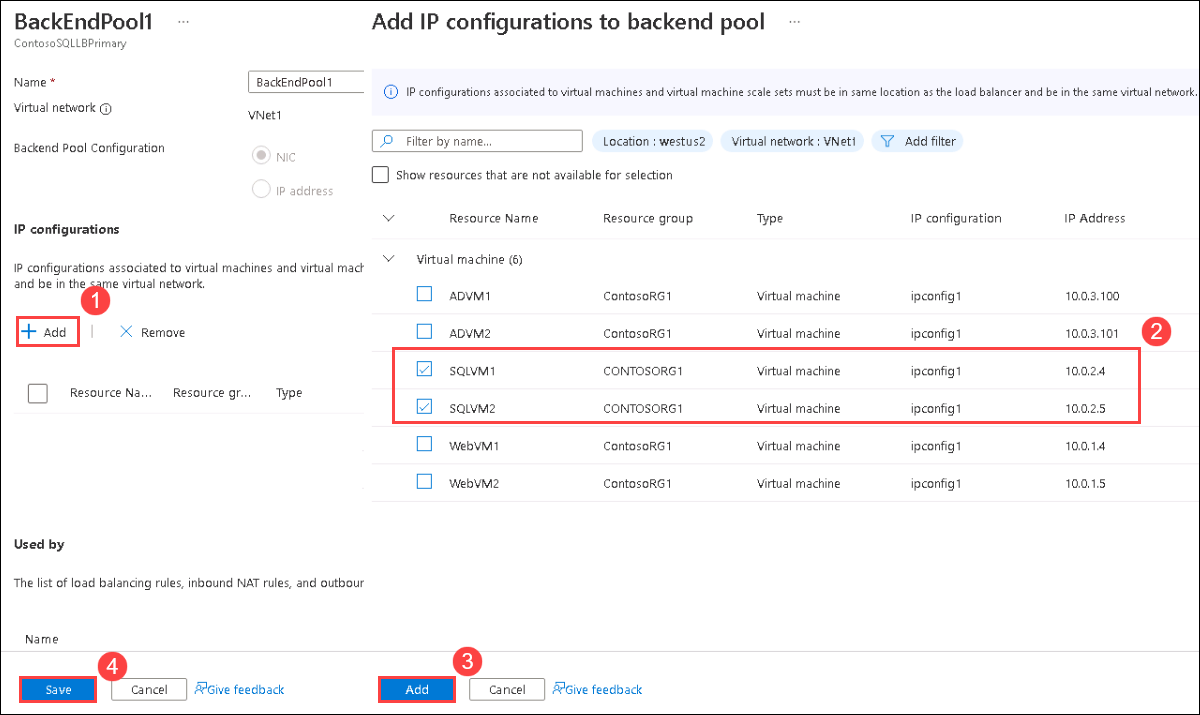 BackEndPool1 ...
ContosoSQLLBPrimary
Name *
BackEndPool1
Virtual network
VNet1
Backend Pool Configuration
NIC
IP address
IP configurations
IP configurations associated to virtual machines and virtual mach
and be in the same virtual network.
1
Add | Remove
Resource Na... Resource gr... Type
Used by
The list of load balancing rules, inbound NAT rules, and outbour
Name
4
Save Cancel Give feedback
Add IP configurations to backend pool ...
IP configurations associated to virtual machines and virtual machine scale sets must be in same location as the load balancer and be in the same virtual network.
Filter by name... Location : westus2 Virtual network : VNet1 Add filter
Show resources that are not available for selection
Resource Name Resource group Type IP configuration IP Address
Virtual machine (6)
ADVM1 ContosoRG1 Virtual machine ipconfig1 10.0.3.100
ADVM2 ContosoRG1 Virtual machine ipconfig1 10.0.3.101
2
SQLVM1 CONTOSORG1 Virtual machine ipconfig1 10.0.2.4
SQLVM2 CONTOSORG1 Virtual machine ipconfig1 10.0.2.5
WebVM1 ContosoRG1 Virtual machine ipconfig1 10.0.1.4
WebVM2 ContosoRG1 Virtual machine ipconfig1 10.0.1.5
3
Add Cancel Give feedback